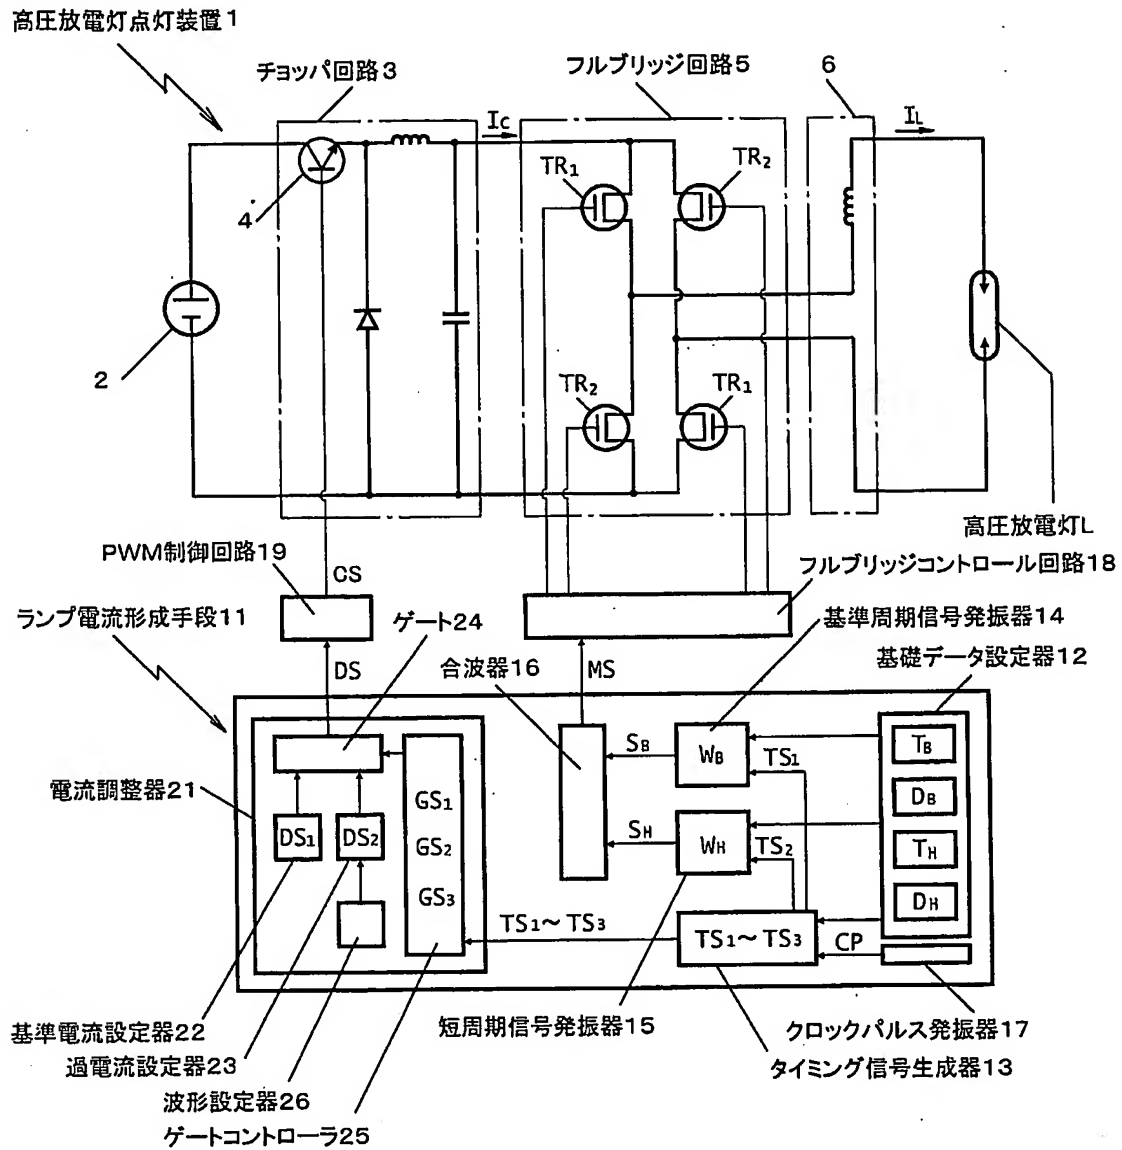 高圧放電灯点灯装置1
チョッパ回路3
フルブリッジ回路5
6
IC
IL
TR1
TR2
4
2
TR2
TR1
高圧放電灯L
PWM制御回路19
CS
フルブリッジコントロール回路18
ランプ電流形成手段11
ゲート24
基準周期信号発振器14
DS
合波器16
MS
基礎データ設定器12
SB
WB
TB
TS1
電流調整器21
GS1
DB
DS1
DS2
GS2
SH
WH
TS2
TH
GS3
DH
TS1～TS3
TS1～TS3
CP
基準電流設定器22
短周期信号発振器15
クロックパルス発振器17
過電流設定器23
タイミング信号生成器13
波形設定器26
ゲートコントローラ25